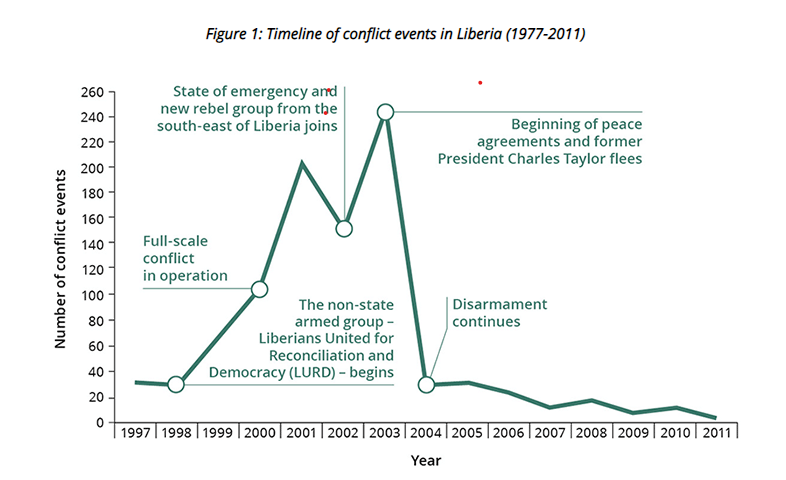 Figure 1: Timeline of conflict events in Liberia (1977-2011)
260
240
220
200
180
160
140
120
100
80
60
40
20
0
Number of conflict events
State of emergency and
new rebel group from the
south-east of Liberia joins
Beginning of peace
agreements and former
President Charles Taylor flees
Full-scale
conflict
in operation
The non-state
armed group –
Liberians United for
Reconciliation and
Democracy (LURD) – begins
Disarmament
continues
1997 1998 1999 2000 2001 2002 2003 2004 2005 2006 2007 2008 2009 2010 2011
Year